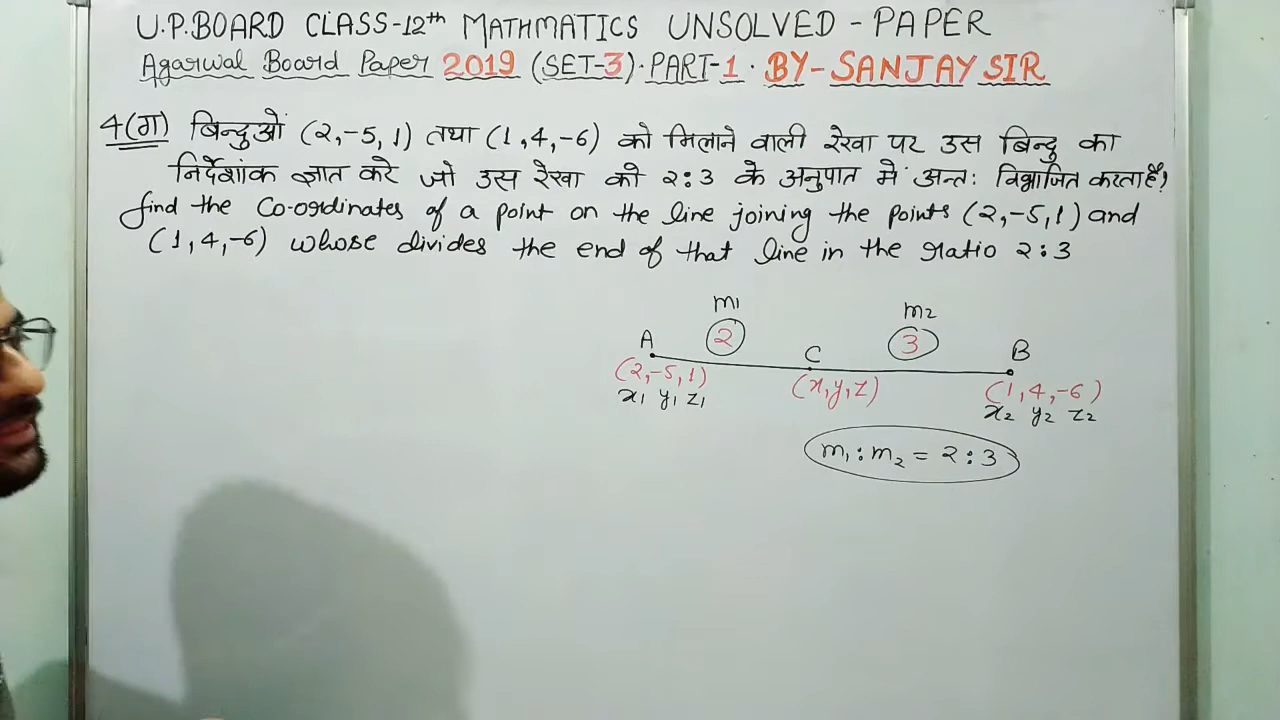 U.P.BOARD CLASS-12th MATHMATICS UNSOLVED - PAPER
Agarwal Board Paper 2019 (SET-3)· PART-1 · BY-SANJAY SIR
4(ग) बिन्दुओं (2,-5,1) तथा (1,4,-6) को मिलाने वाली रेखा पर उस बिन्दु का
निर्देशांक ज्ञात करे जो उस रेखा को 2:3 के अनुपात में अन्तः विभाजित करता है,
find the Co-ordinates of a point on the line joining the points (2,-5,1) and
(1,4,-6) whose divides the end of that line in the ratio 2:3
m1 m2
2 3
A C B
(2,-5,1) (x,y,z) (1,4,-6)
x1 y1 z1 x2 y2 z2
m1:m2 = 2:3